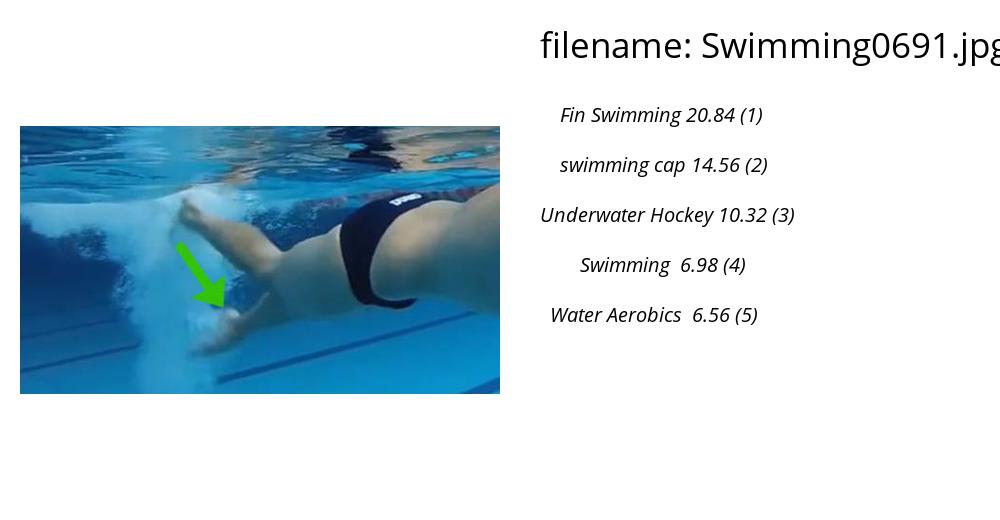 filename: Swimming0691.jpg
Fin Swimming 20.84 (1)
swimming cap 14.56 (2)
Underwater Hockey 10.32 (3)
Swimming 6.98 (4)
Water Aerobics 6.56 (5)